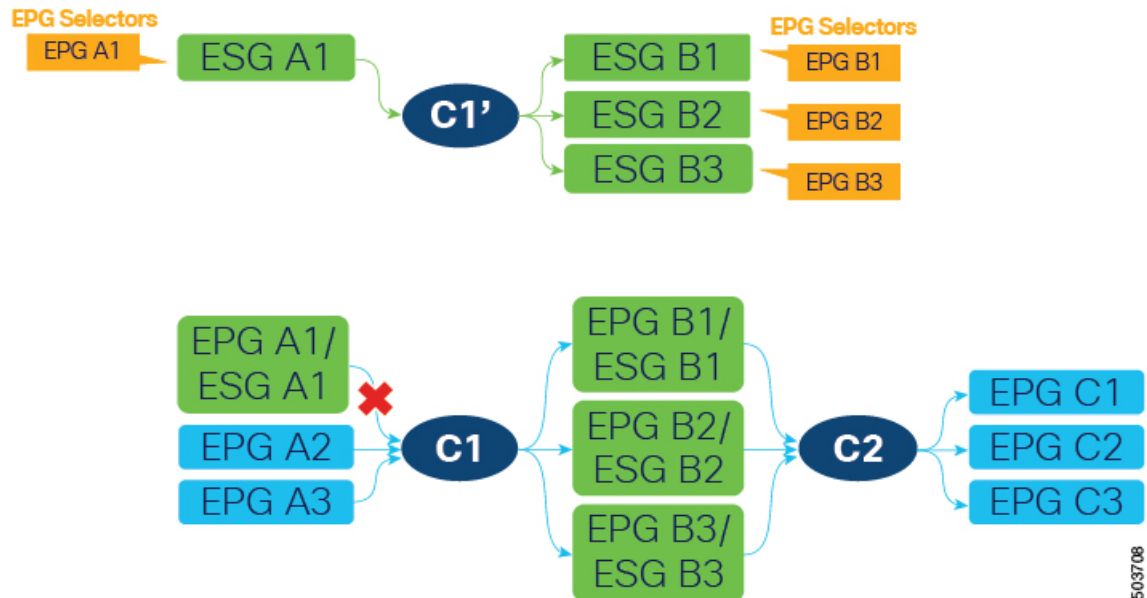 EPG Selectors
EPG A1
ESG A1
C1’
ESG B1
ESG B2
ESG B3
EPG Selectors
EPG B1
EPG B2
EPG B3
EPG A1/
ESG A1
EPG A2
EPG A3
C1
EPG B1/
ESG B1
EPG B2/
ESG B2
EPG B3/
ESG B3
C2
EPG C1
EPG C2
EPG C3
503708